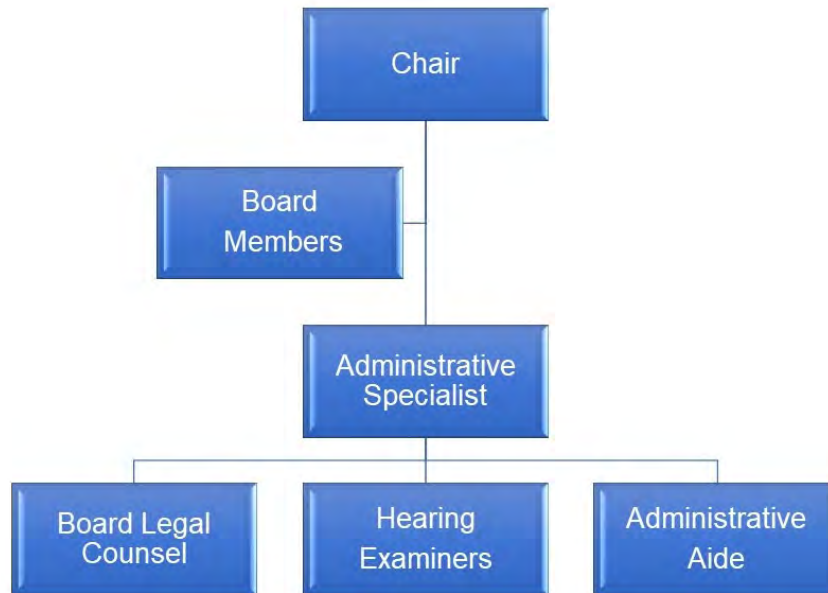 Chair
Board
Members
Administrative
Specialist
Board Legal
Counsel
Hearing
Examiners
Administrative
Aide